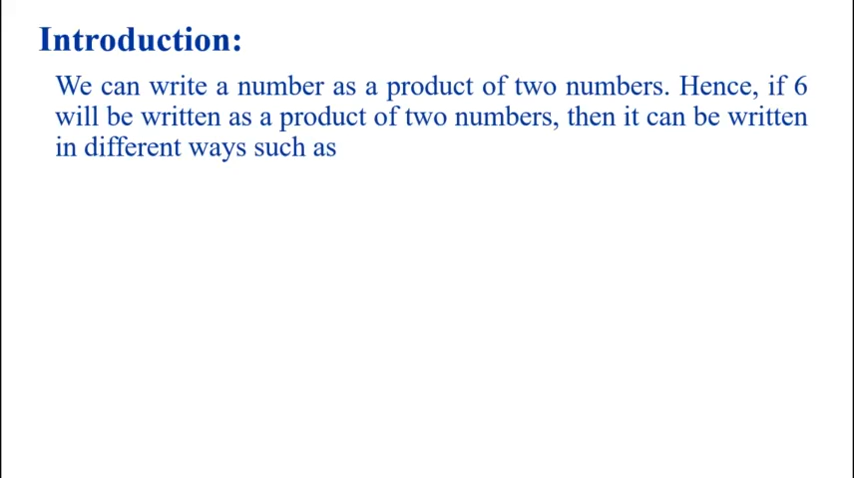 Introduction:
We can write a number as a product of two numbers. Hence, if 6
will be written as a product of two numbers, then it can be written
in different ways such as